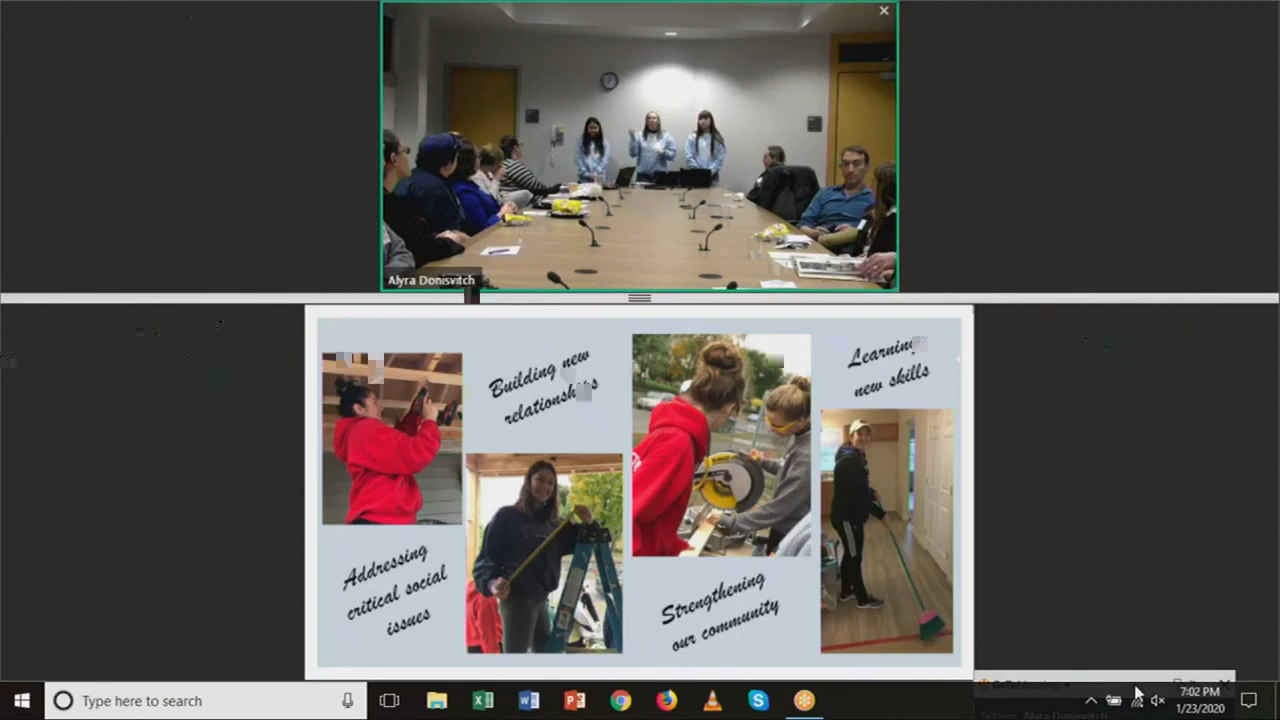 Alyra Donisvitch
Building new
relationships
Learning
new skills
Addressing
critical social
issues
Strengthening
our community
Type here to search
7:02 PM
1/23/2020